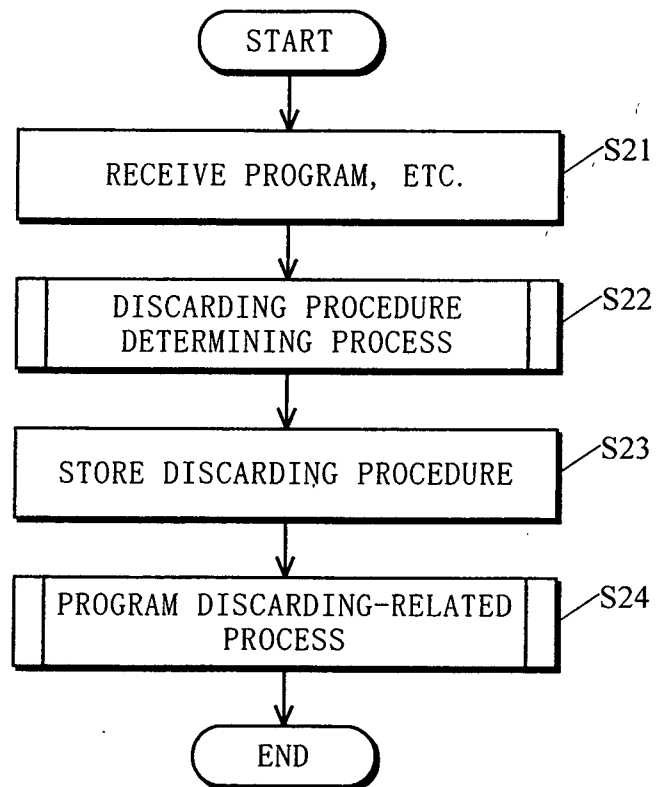 START
RECEIVE PROGRAM, ETC.
S21
DISCARDING PROCEDURE
DETERMINING PROCESS
S22
STORE DISCARDING PROCEDURE
S23
PROGRAM DISCARDING-RELATED
PROCESS
S24
END